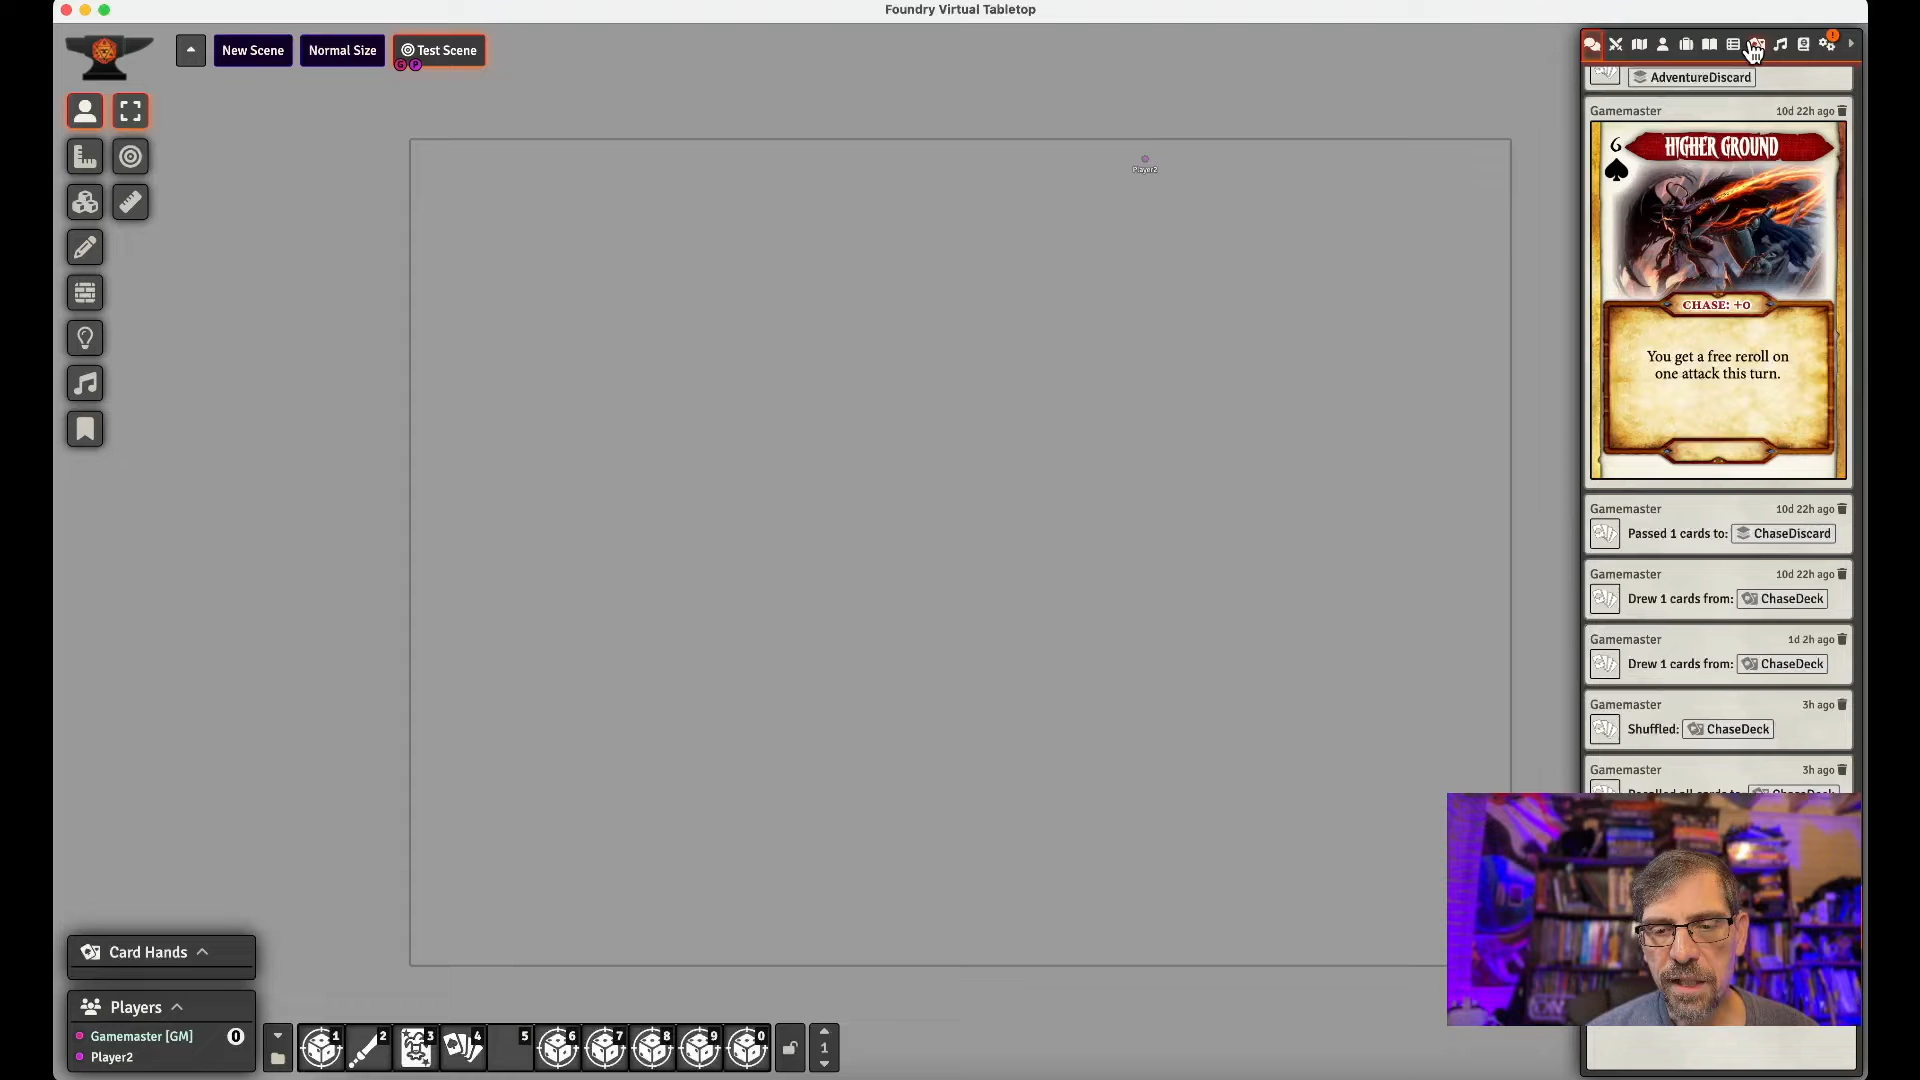 Foundry Virtual Tabletop
New Scene
Normal Size
Test Scene
G P
!
AdventureDiscard
Gamemaster 10d 22h ago
6
HIGHER GROUND
CHASE: +0
You get a free reroll on
one attack this turn.
Gamemaster 10d 22h ago
Passed 1 cards to: ChaseDiscard
Gamemaster 10d 22h ago
Drew 1 cards from: ChaseDeck
Gamemaster 1d 2h ago
Drew 1 cards from: ChaseDeck
Gamemaster 3h ago
Shuffled: ChaseDeck
Gamemaster 3h ago
Player2
Card Hands
Players
Gamemaster [GM] 0
Player2
1 2 3 4 5 6 7 8 9 0
1